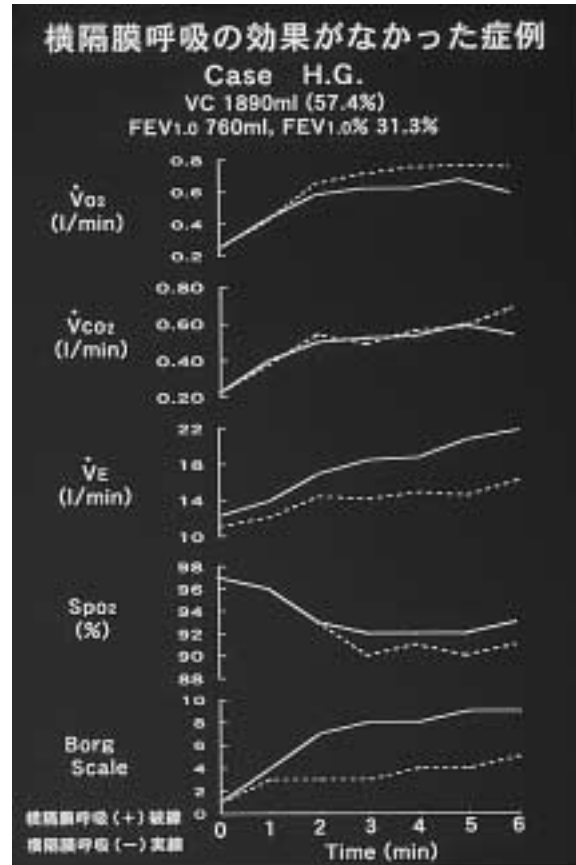 横隔膜呼吸の効果がなかった症例
Case H.G.
VC 1890ml (57.4%)
FEV1.0 760ml, FEV1.0% 31.3%
V̇o2
(l/min)
0.8
0.6
0.4
0.2
V̇co2
(l/min)
0.80
0.60
0.40
0.20
V̇E
(l/min)
22
18
14
10
Spo2
(%)
98
96
94
92
90
88
Borg
Scale
10
8
6
4
2
0
0 1 2 3 4 5 6
Time (min)
横隔膜呼吸(+)破線
横隔膜呼吸(−)実線